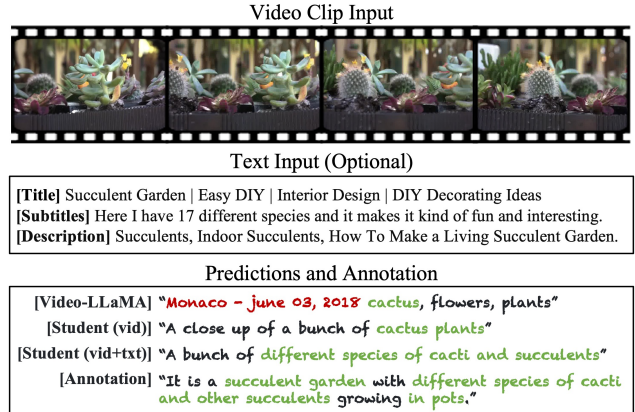 Video Clip Input
Text Input (Optional)
[Title] Succulent Garden | Easy DIY | Interior Design | DIY Decorating Ideas
[Subtitles] Here I have 17 different species and it makes it kind of fun and interesting.
[Description] Succulents, Indoor Succulents, How To Make a Living Succulent Garden.
Predictions and Annotation
[Video-LLaMA] “Monaco - june 03, 2018 cactus, flowers, plants”
[Student (vid)] “A close up of a bunch of cactus plants”
[Student (vid+txt)] “A bunch of different species of cacti and succulents”
[Annotation] “It is a succulent garden with different species of cacti
and other succulents growing in pots.”